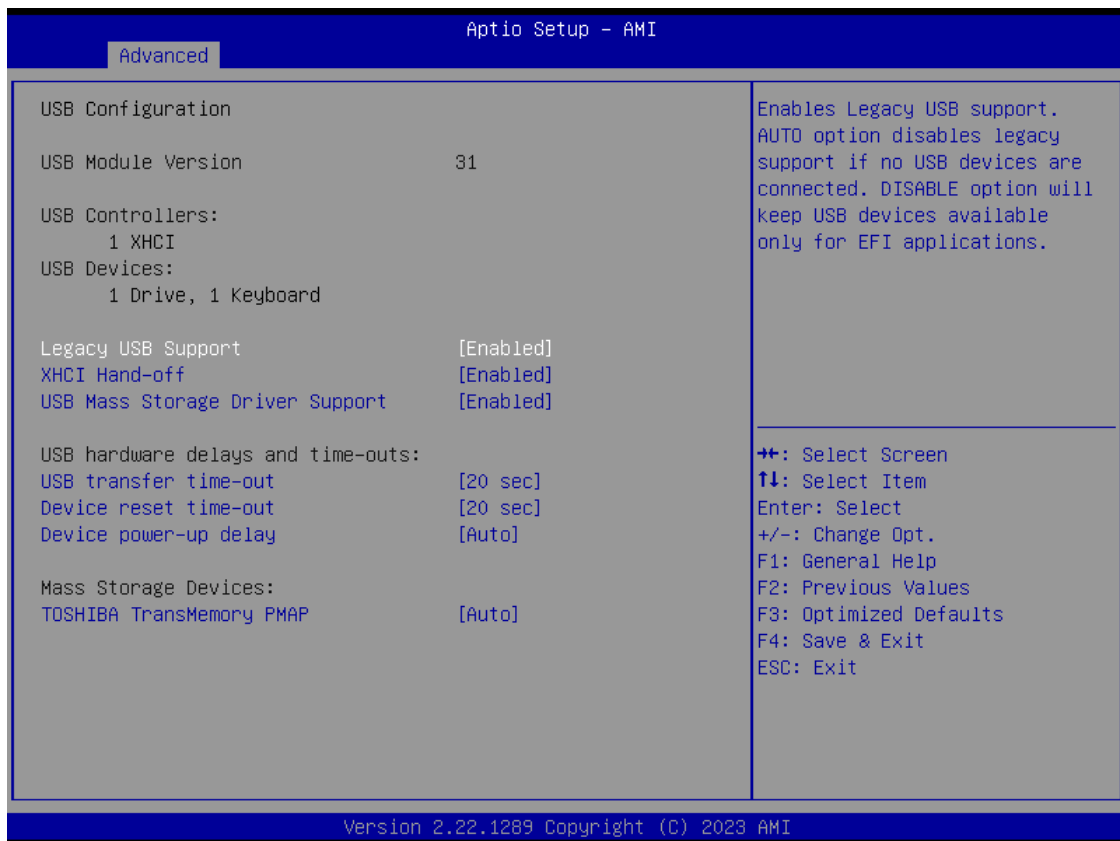 Aptio Setup – AMI
Advanced
USB Configuration
USB Module Version 31
USB Controllers:
1 XHCI
USB Devices:
1 Drive, 1 Keyboard
Legacy USB Support [Enabled]
XHCI Hand-off [Enabled]
USB Mass Storage Driver Support [Enabled]
USB hardware delays and time-outs:
USB transfer time-out [20 sec]
Device reset time-out [20 sec]
Device power-up delay [Auto]
Mass Storage Devices:
TOSHIBA TransMemory PMAP [Auto]
Enables Legacy USB support.
AUTO option disables legacy
support if no USB devices are
connected. DISABLE option will
keep USB devices available
only for EFI applications.
→←: Select Screen
↑↓: Select Item
Enter: Select
+/-: Change Opt.
F1: General Help
F2: Previous Values
F3: Optimized Defaults
F4: Save & Exit
ESC: Exit
Version 2.22.1289 Copyright (C) 2023 AMI